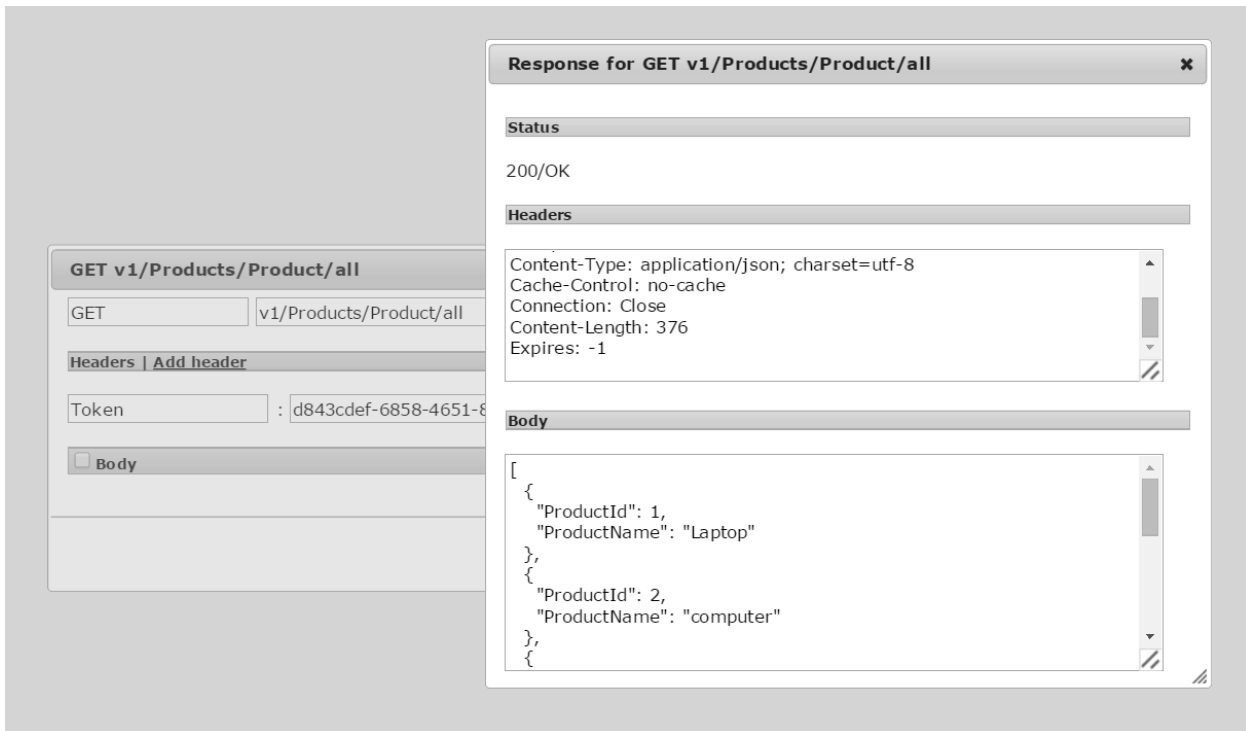 Response for GET v1/Products/Product/all
Status
200/OK
Headers
Content-Type: application/json; charset=utf-8
Cache-Control: no-cache
Connection: Close
Content-Length: 376
Expires: -1
Body
[
{
"ProductId": 1,
"ProductName": "Laptop"
},
{
"ProductId": 2,
"ProductName": "computer"
},
{
GET v1/Products/Product/all
GET v1/Products/Product/all
Headers | Add header
Token : d843cdef-6858-4651-8
Body